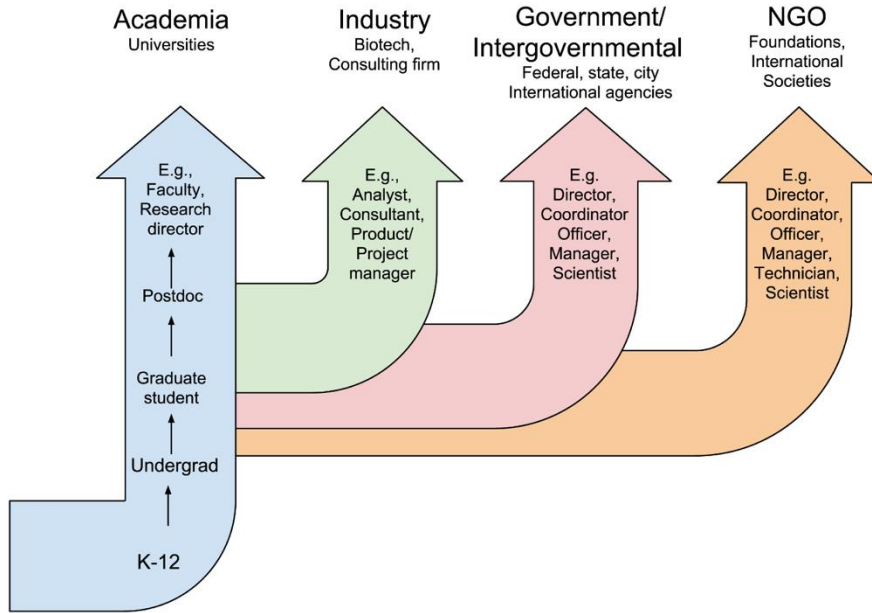 Academia
Universities
Industry
Biotech,
Consulting firm
Government/
Intergovernmental
Federal, state, city
International agencies
NGO
Foundations,
International
Societies
E.g.,
Faculty,
Research
director
Postdoc
Graduate
student
Undergrad
K-12
E.g.,
Analyst,
Consultant,
Product/
Project
manager
E.g.
Director,
Coordinator
Officer,
Manager,
Scientist
E.g.
Director,
Coordinator,
Officer,
Manager,
Technician,
Scientist